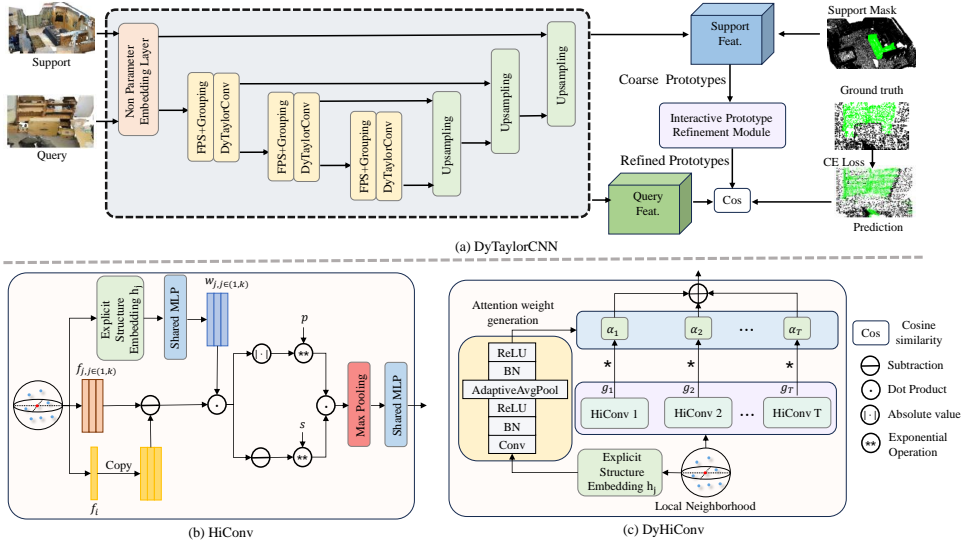 Support
Query
Non Parameter
Embedding Layer
FPS+Grouping
DyTaylorConv
FPS+Grouping
DyTaylorConv
FPS+Grouping
DyTaylorConv
Upsampling
Upsampling
Upsampling
Support
Feat.
Support Mask
Coarse Prototypes
Interactive Prototype
Refinement Module
Refined Prototypes
Query
Feat.
Cos
Ground truth
CE Loss
Prediction
(a) DyTaylorCNN
Explicit
Structure
Embedding h_j
Shared MLP
w_{j,j∈(1,k)}
f_{j,j∈(1,k)}
Copy
f_i
|·|
p
**
s
**
Max Pooling
Shared MLP
(b) HiConv
Attention weight
generation
ReLU
BN
AdaptiveAvgPool
ReLU
BN
Conv
α_1
α_2
...
α_T
* * *
g_1
g_2
g_T
HiConv 1
HiConv 2
...
HiConv T
Explicit
Structure
Embedding h_j
Local Neighborhood
(c) DyHiConv
Cos
Cosine
similarity
Subtraction
Dot Product
|·|
Absolute value
**
Exponential
Operation